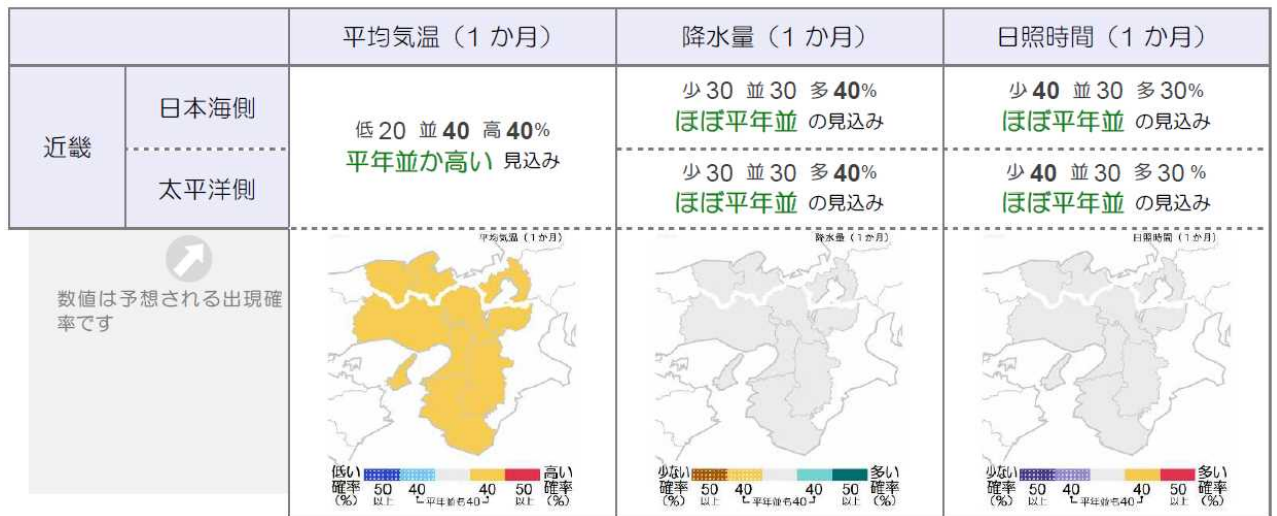 平均気温（1か月）
降水量（1か月）
日照時間（1か月）
近畿
日本海側
太平洋側
低20 並40 高40%
平年並か高い 見込み
少30 並30 多40%
ほぼ平年並 の見込み
少40 並30 多30%
ほぼ平年並 の見込み
少30 並30 多40%
ほぼ平年並 の見込み
少40 並30 多30%
ほぼ平年並 の見込み
数値は予想される出現確
率です
平均気温（1か月）
低い 高い
確率 50 40 40 50 確率
(%) 以上 平年並も40 以上 (%)
降水量（1か月）
少ない 多い
確率 50 40 40 50 確率
(%) 以上 平年並も40 以上 (%)
日照時間（1か月）
少ない 多い
確率 50 40 40 50 確率
(%) 以上 平年並も40 以上 (%)